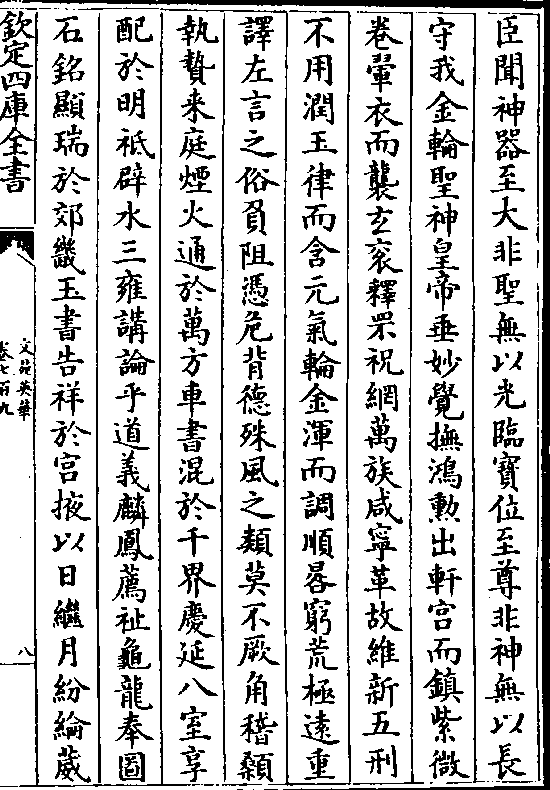 臣聞神器至大非聖無以光臨寶位至尊非神無以長
守我金輪聖神皇帝垂妙覺撫鴻勲出軒宫而鎮紫微
卷翬衣而襲玄衮釋罘祝網萬族咸寧革故維新五刑
不用潤玉律而含元氣輪金渾而調順晷窮荒極遠重
譯左言之俗負阻憑危背德殊風之類莫不厥角稽顙
執贄来庭煙火通於萬方車書混於千界慶延八室享
配於明祗辟水三雍講論乎道義麟鳳薦祉龜龍奉圖
石銘顯瑞於郊畿玉書告祥於宫掖以日繼月紛綸葳
欽定四庫全書
文苑英華
卷七百九
八